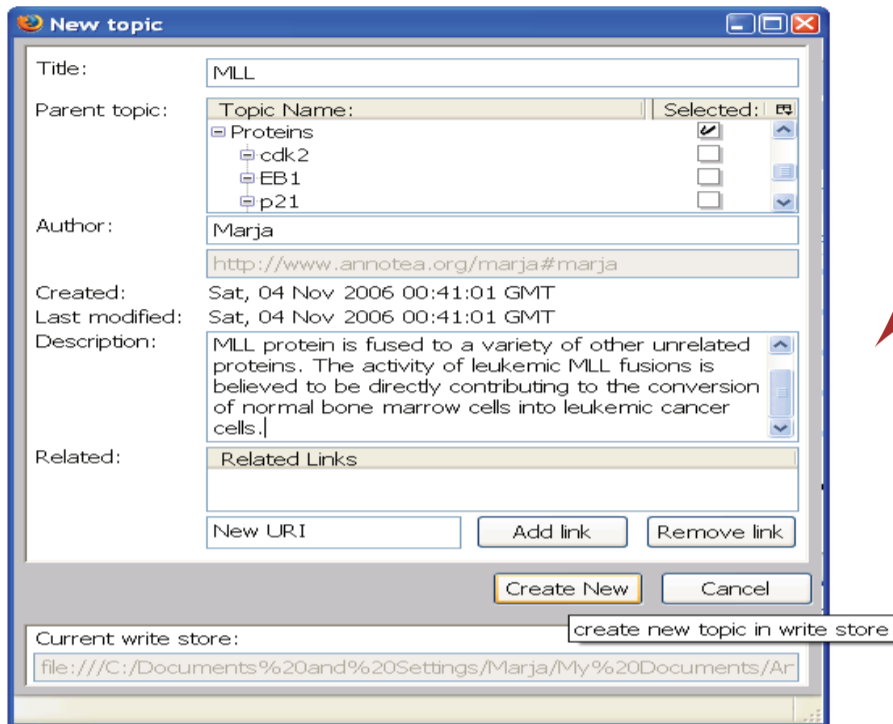 New topic
Title: MLL
Parent topic: Topic Name: Selected:
Proteins
cdk2
EB1
p21
Author: Marja
http://www.annotea.org/marja#marja
Created: Sat, 04 Nov 2006 00:41:01 GMT
Last modified: Sat, 04 Nov 2006 00:41:01 GMT
Description: MLL protein is fused to a variety of other unrelated
proteins. The activity of leukemic MLL fusions is
believed to be directly contributing to the conversion
of normal bone marrow cells into leukemic cancer
cells.
Related: Related Links
New URI Add link Remove link
Create New Cancel
create new topic in write store
Current write store:
file:///C:/Documents%20and%20Settings/Marja/My%20Documents/An